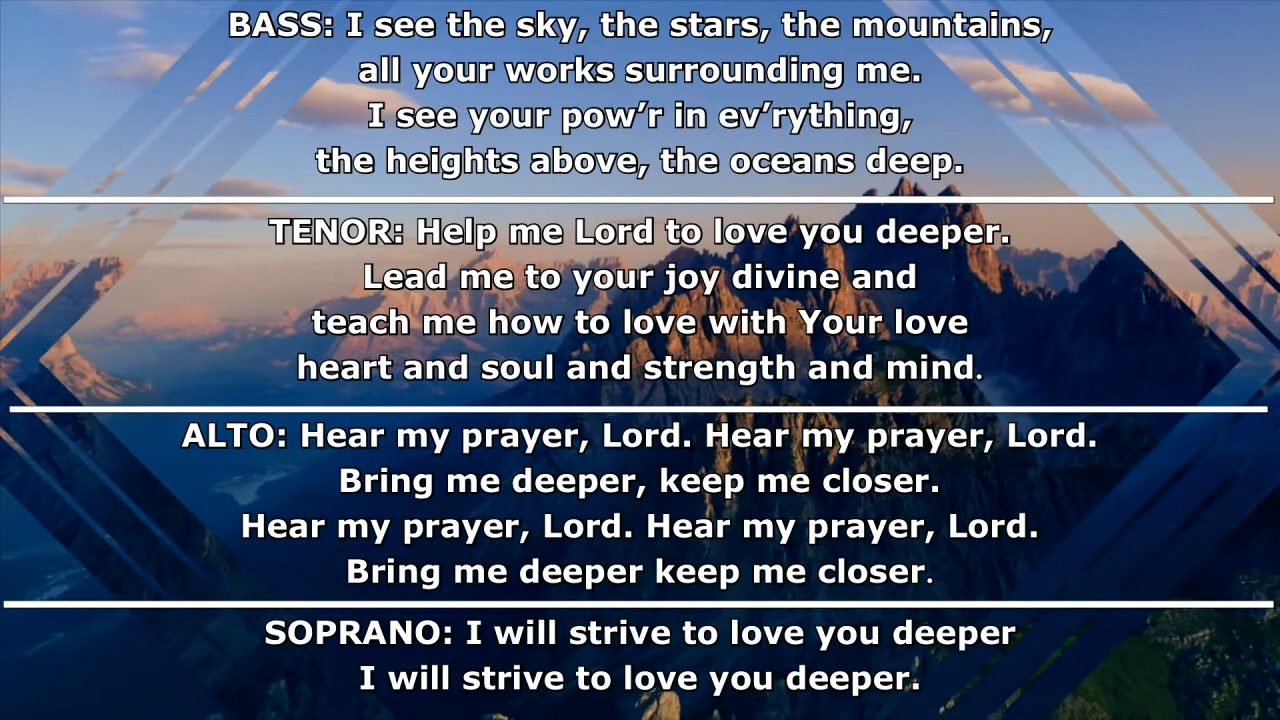 BASS: I see the sky, the stars, the mountains,
all your works surrounding me.
I see your pow’r in ev’rything,
the heights above, the oceans deep.
TENOR: Help me Lord to love you deeper.
Lead me to your joy divine and
teach me how to love with Your love
heart and soul and strength and mind.
ALTO: Hear my prayer, Lord. Hear my prayer, Lord.
Bring me deeper, keep me closer.
Hear my prayer, Lord. Hear my prayer, Lord.
Bring me deeper keep me closer.
SOPRANO: I will strive to love you deeper
I will strive to love you deeper.